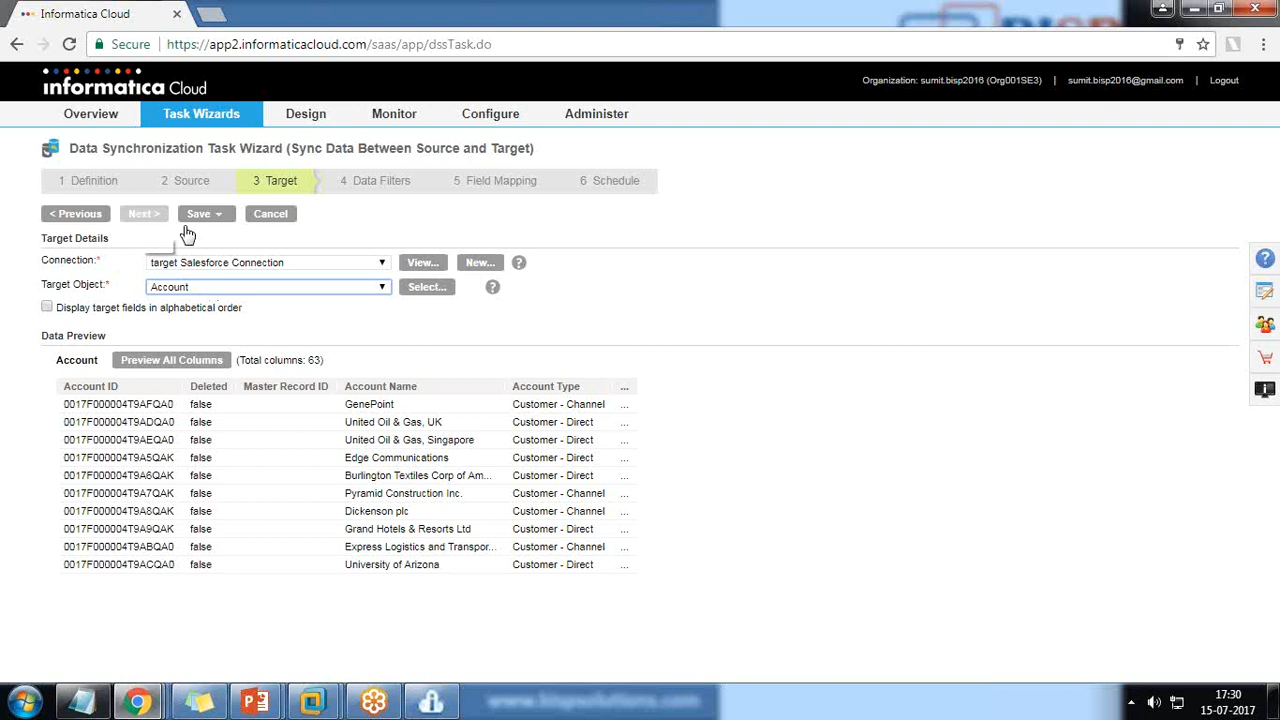 Informatica Cloud
Secure
https://app2.informaticacloud.com/saas/app/dssTask.do
informatica Cloud
Organization: sumit.bisp2016 (Org001SE3) | sumit.bisp2016@gmail.com | Logout
Overview Task Wizards Design Monitor Configure Administer
Data Synchronization Task Wizard (Sync Data Between Source and Target)
1 Definition 2 Source 3 Target 4 Data Filters 5 Field Mapping 6 Schedule
< Previous Next > Save Cancel
Target Details
Connection:* target Salesforce Connection View... New... ?
Target Object:* Account Select... ?
Display target fields in alphabetical order
Data Preview
Account Preview All Columns (Total columns: 63)
Account ID Deleted Master Record ID Account Name Account Type ...
0017F000004T9AFQA0 false GenePoint Customer - Channel ...
0017F000004T9ADQA0 false United Oil & Gas, UK Customer - Direct ...
0017F000004T9AEQA0 false United Oil & Gas, Singapore Customer - Direct ...
0017F000004T9A5QAK false Edge Communications Customer - Direct ...
0017F000004T9A6QAK false Burlington Textiles Corp of Am... Customer - Direct ...
0017F000004T9A7QAK false Pyramid Construction Inc. Customer - Channel ...
0017F000004T9A8QAK false Dickenson plc Customer - Channel ...
0017F000004T9A9QAK false Grand Hotels & Resorts Ltd Customer - Direct ...
0017F000004T9ABQA0 false Express Logistics and Transpor... Customer - Channel ...
0017F000004T9ACQA0 false University of Arizona Customer - Direct ...
www.bispsolutions.com
17:30
15-07-2017